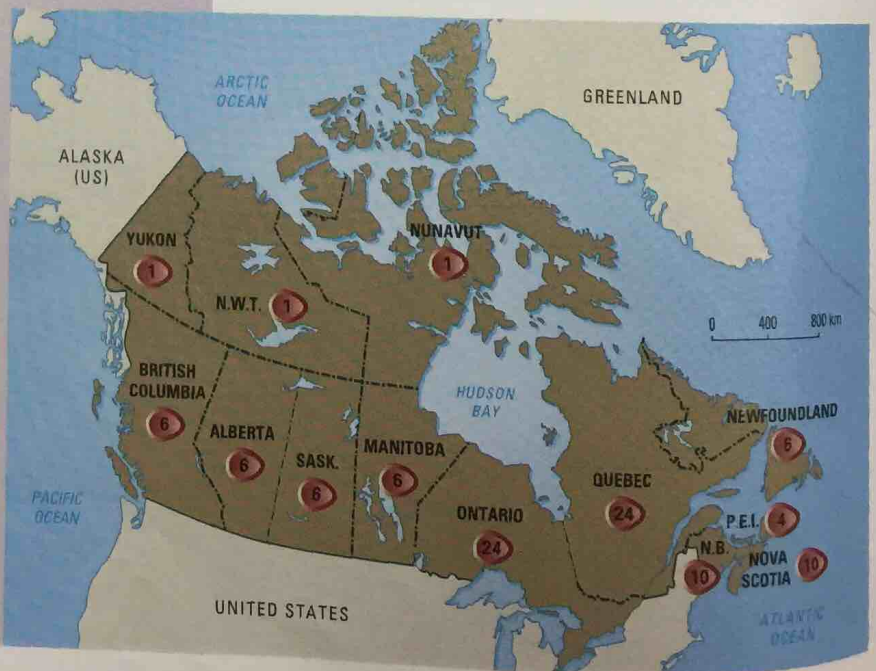 ARCTIC
OCEAN
GREENLAND
ALASKA
(US)
YUKON
1
NUNAVUT
1
N.W.T.
1
0 400 800 km
BRITISH
COLUMBIA
6
HUDSON
BAY
ALBERTA
6
SASK.
6
MANITOBA
6
NEWFOUNDLAND
6
QUEBEC
24
ONTARIO
24
PACIFIC
OCEAN
P.E.I.
4
N.B.
10
NOVA
SCOTIA
10
UNITED STATES
ATLANTIC
OCEAN